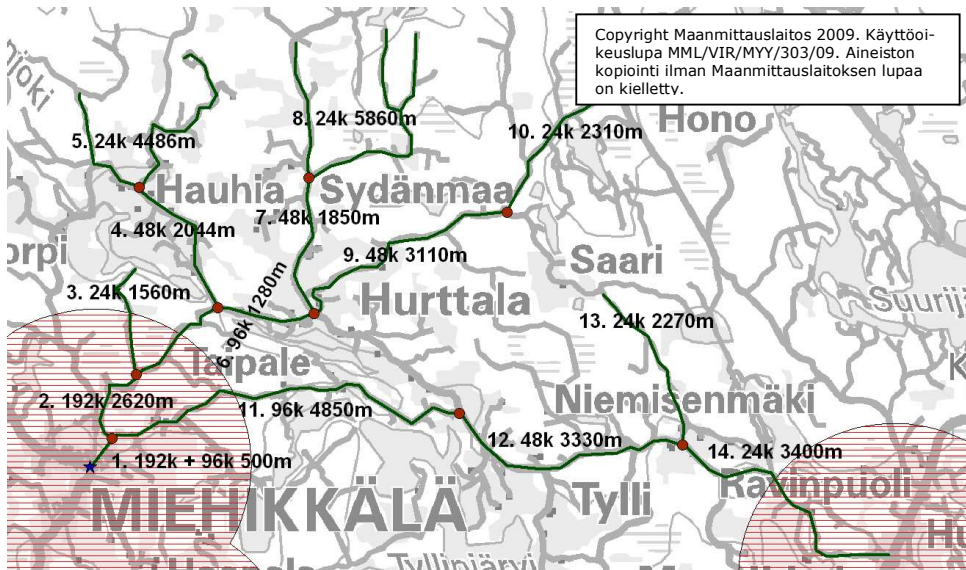 Copyright Maanmittauslaitos 2009. Käyttöoi-
keuslupa MML/VIR/MYY/303/09. Aineiston
kopiointi ilman Maanmittauslaitoksen lupaa
on kielletty.
8. 24k 5860m
10. 24k 2310m
Hono
5. 24k 4486m
Hauhia
Sydänmaa
7. 48k 1850m
4. 48k 2044m
9. 48k 3110m
Saari
3. 24k 1560m
6. 96k 1280m
Hurttala
13. 24k 2270m
Taipale
2. 192k 2620m
11. 96k 4850m
Niemisenmäki
12. 48k 3330m
14. 24k 3400m
1. 192k + 96k 500m
Ravinpuoli
MIEHIKKÄLÄ
Tylli
Tyllinjärvi